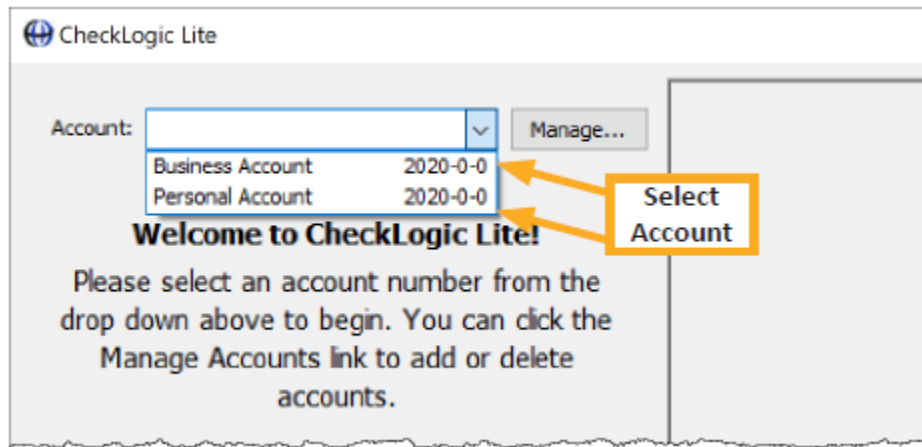 CheckLogic Lite
Account:
Manage...
Business Account 2020-0-0
Personal Account 2020-0-0
Select
Account
Welcome to CheckLogic Lite!
Please select an account number from the
drop down above to begin. You can click the
Manage Accounts link to add or delete
accounts.